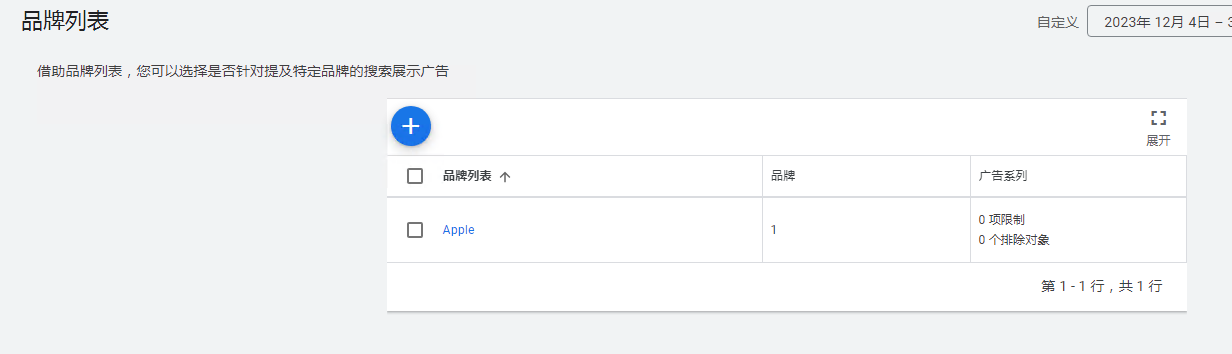 品牌列表
自定义 2023年 12月 4日 – 3
借助品牌列表，您可以选择是否针对提及特定品牌的搜索展示广告
展开
品牌列表 品牌 广告系列
Apple 1 0 项限制
0 个排除对象
第 1 - 1 行，共 1 行